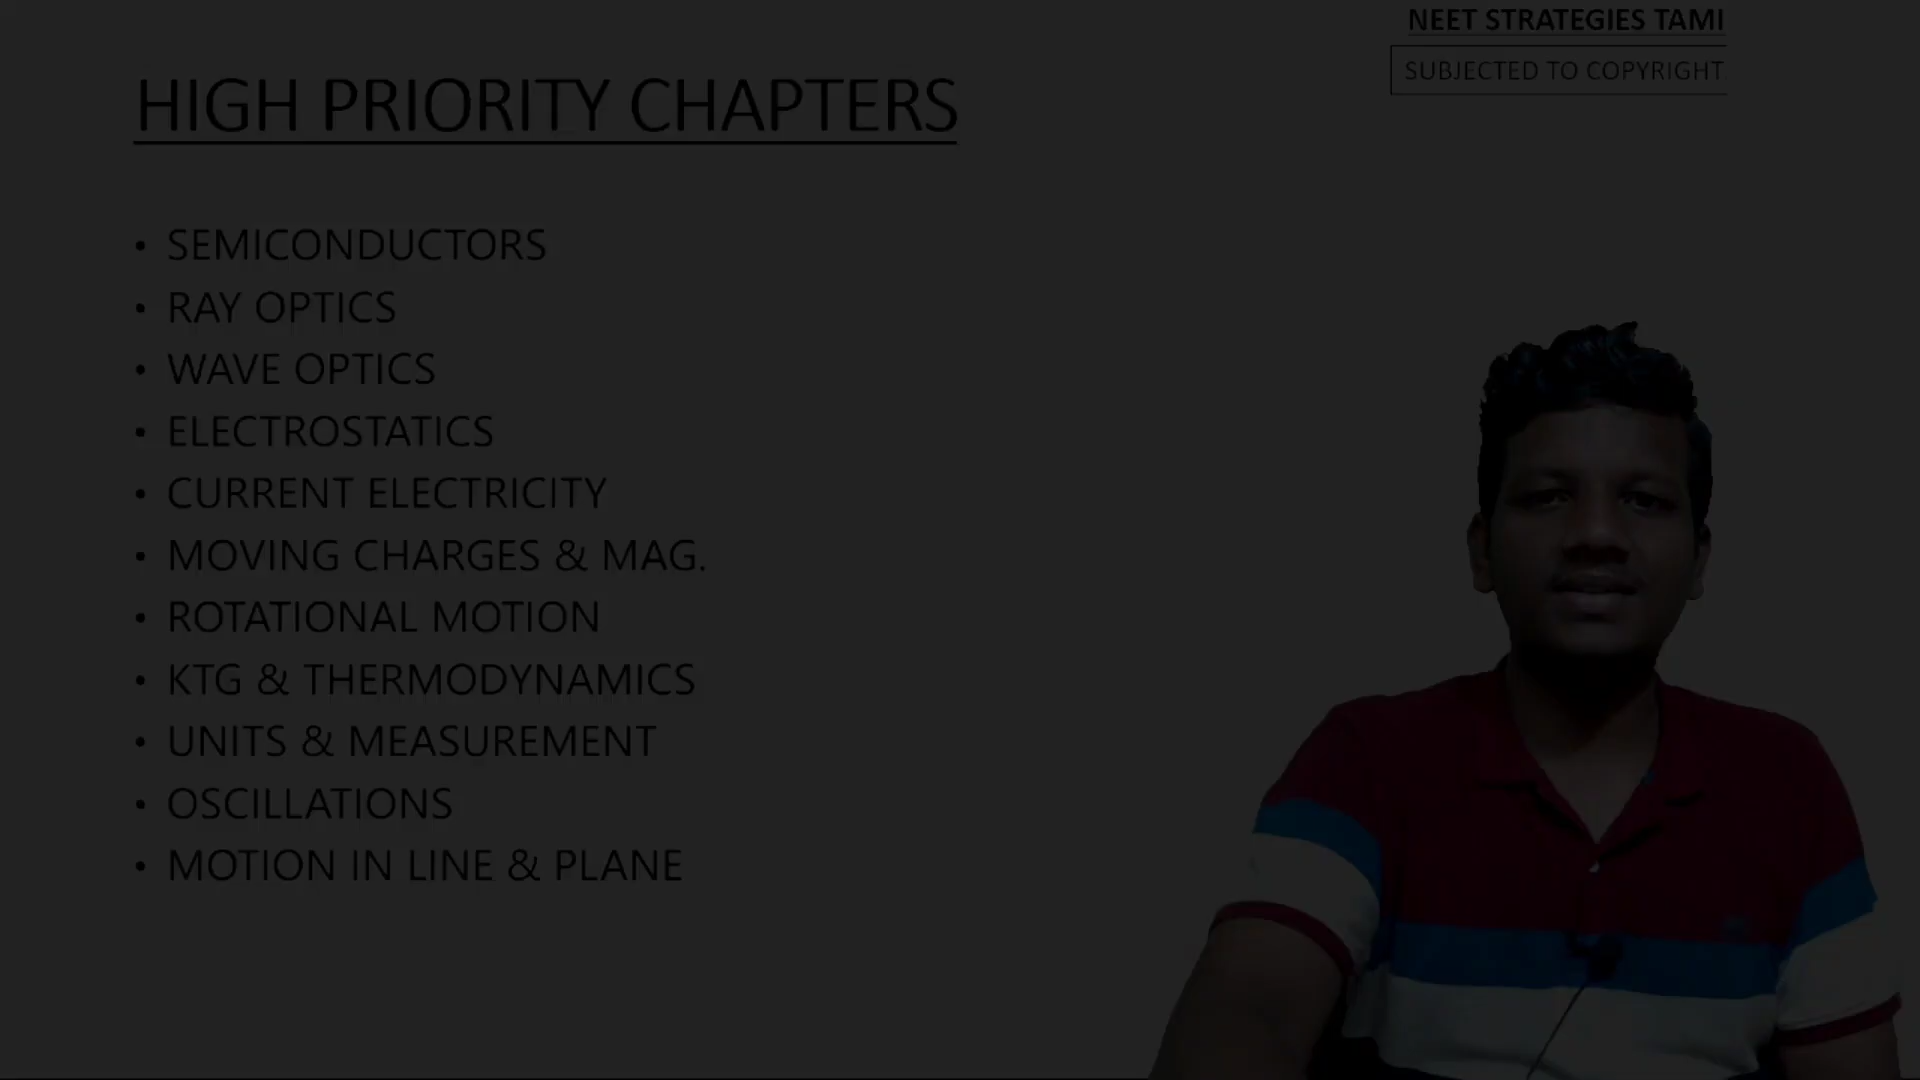 NEET STRATEGIES TAMI
SUBJECTED TO COPYRIGHT
HIGH PRIORITY CHAPTERS
• SEMICONDUCTORS
• RAY OPTICS
• WAVE OPTICS
• ELECTROSTATICS
• CURRENT ELECTRICITY
• MOVING CHARGES & MAG.
• ROTATIONAL MOTION
• KTG & THERMODYNAMICS
• UNITS & MEASUREMENT
• OSCILLATIONS
• MOTION IN LINE & PLANE